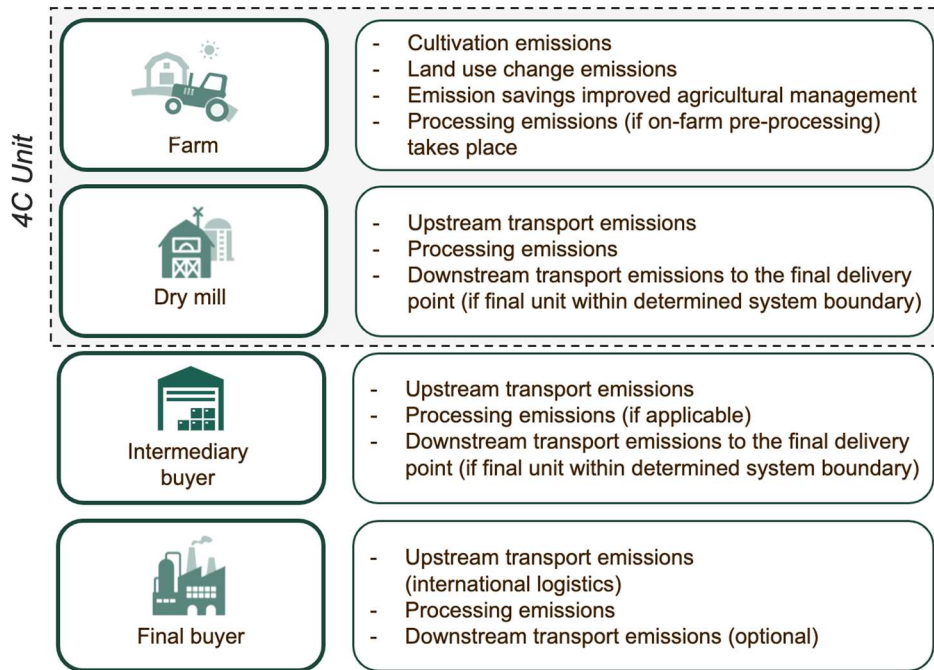 4C Unit
Farm
- Cultivation emissions
- Land use change emissions
- Emission savings improved agricultural management
- Processing emissions (if on-farm pre-processing)
takes place
Dry mill
- Upstream transport emissions
- Processing emissions
- Downstream transport emissions to the final delivery
point (if final unit within determined system boundary)
Intermediary
buyer
- Upstream transport emissions
- Processing emissions (if applicable)
- Downstream transport emissions to the final delivery
point (if final unit within determined system boundary)
Final buyer
- Upstream transport emissions
(international logistics)
- Processing emissions
- Downstream transport emissions (optional)